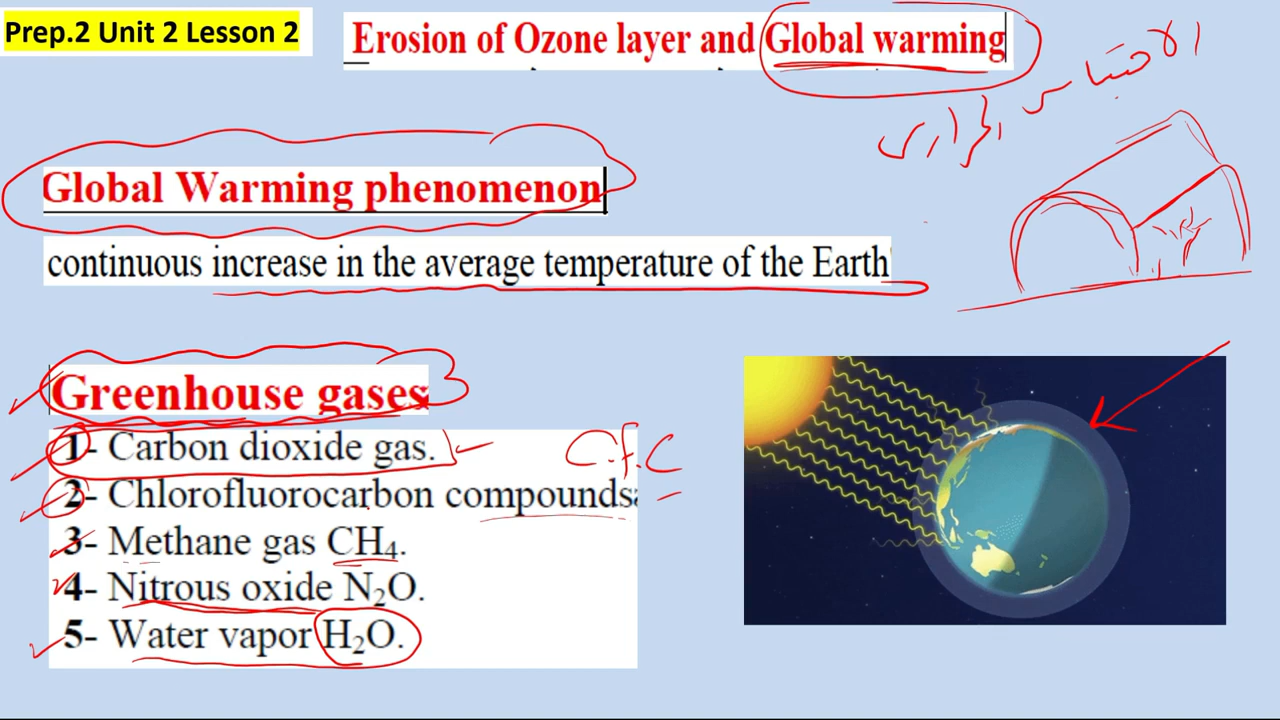 Prep.2 Unit 2 Lesson 2
Erosion of Ozone layer and Global warming
الاحتباس الحراري
Global Warming phenomenon
continuous increase in the average temperature of the Earth
Greenhouse gases
1- Carbon dioxide gas.
C.f.C
2- Chlorofluorocarbon compounds
3- Methane gas CH₄.
4- Nitrous oxide N₂O.
5- Water vapor H₂O.